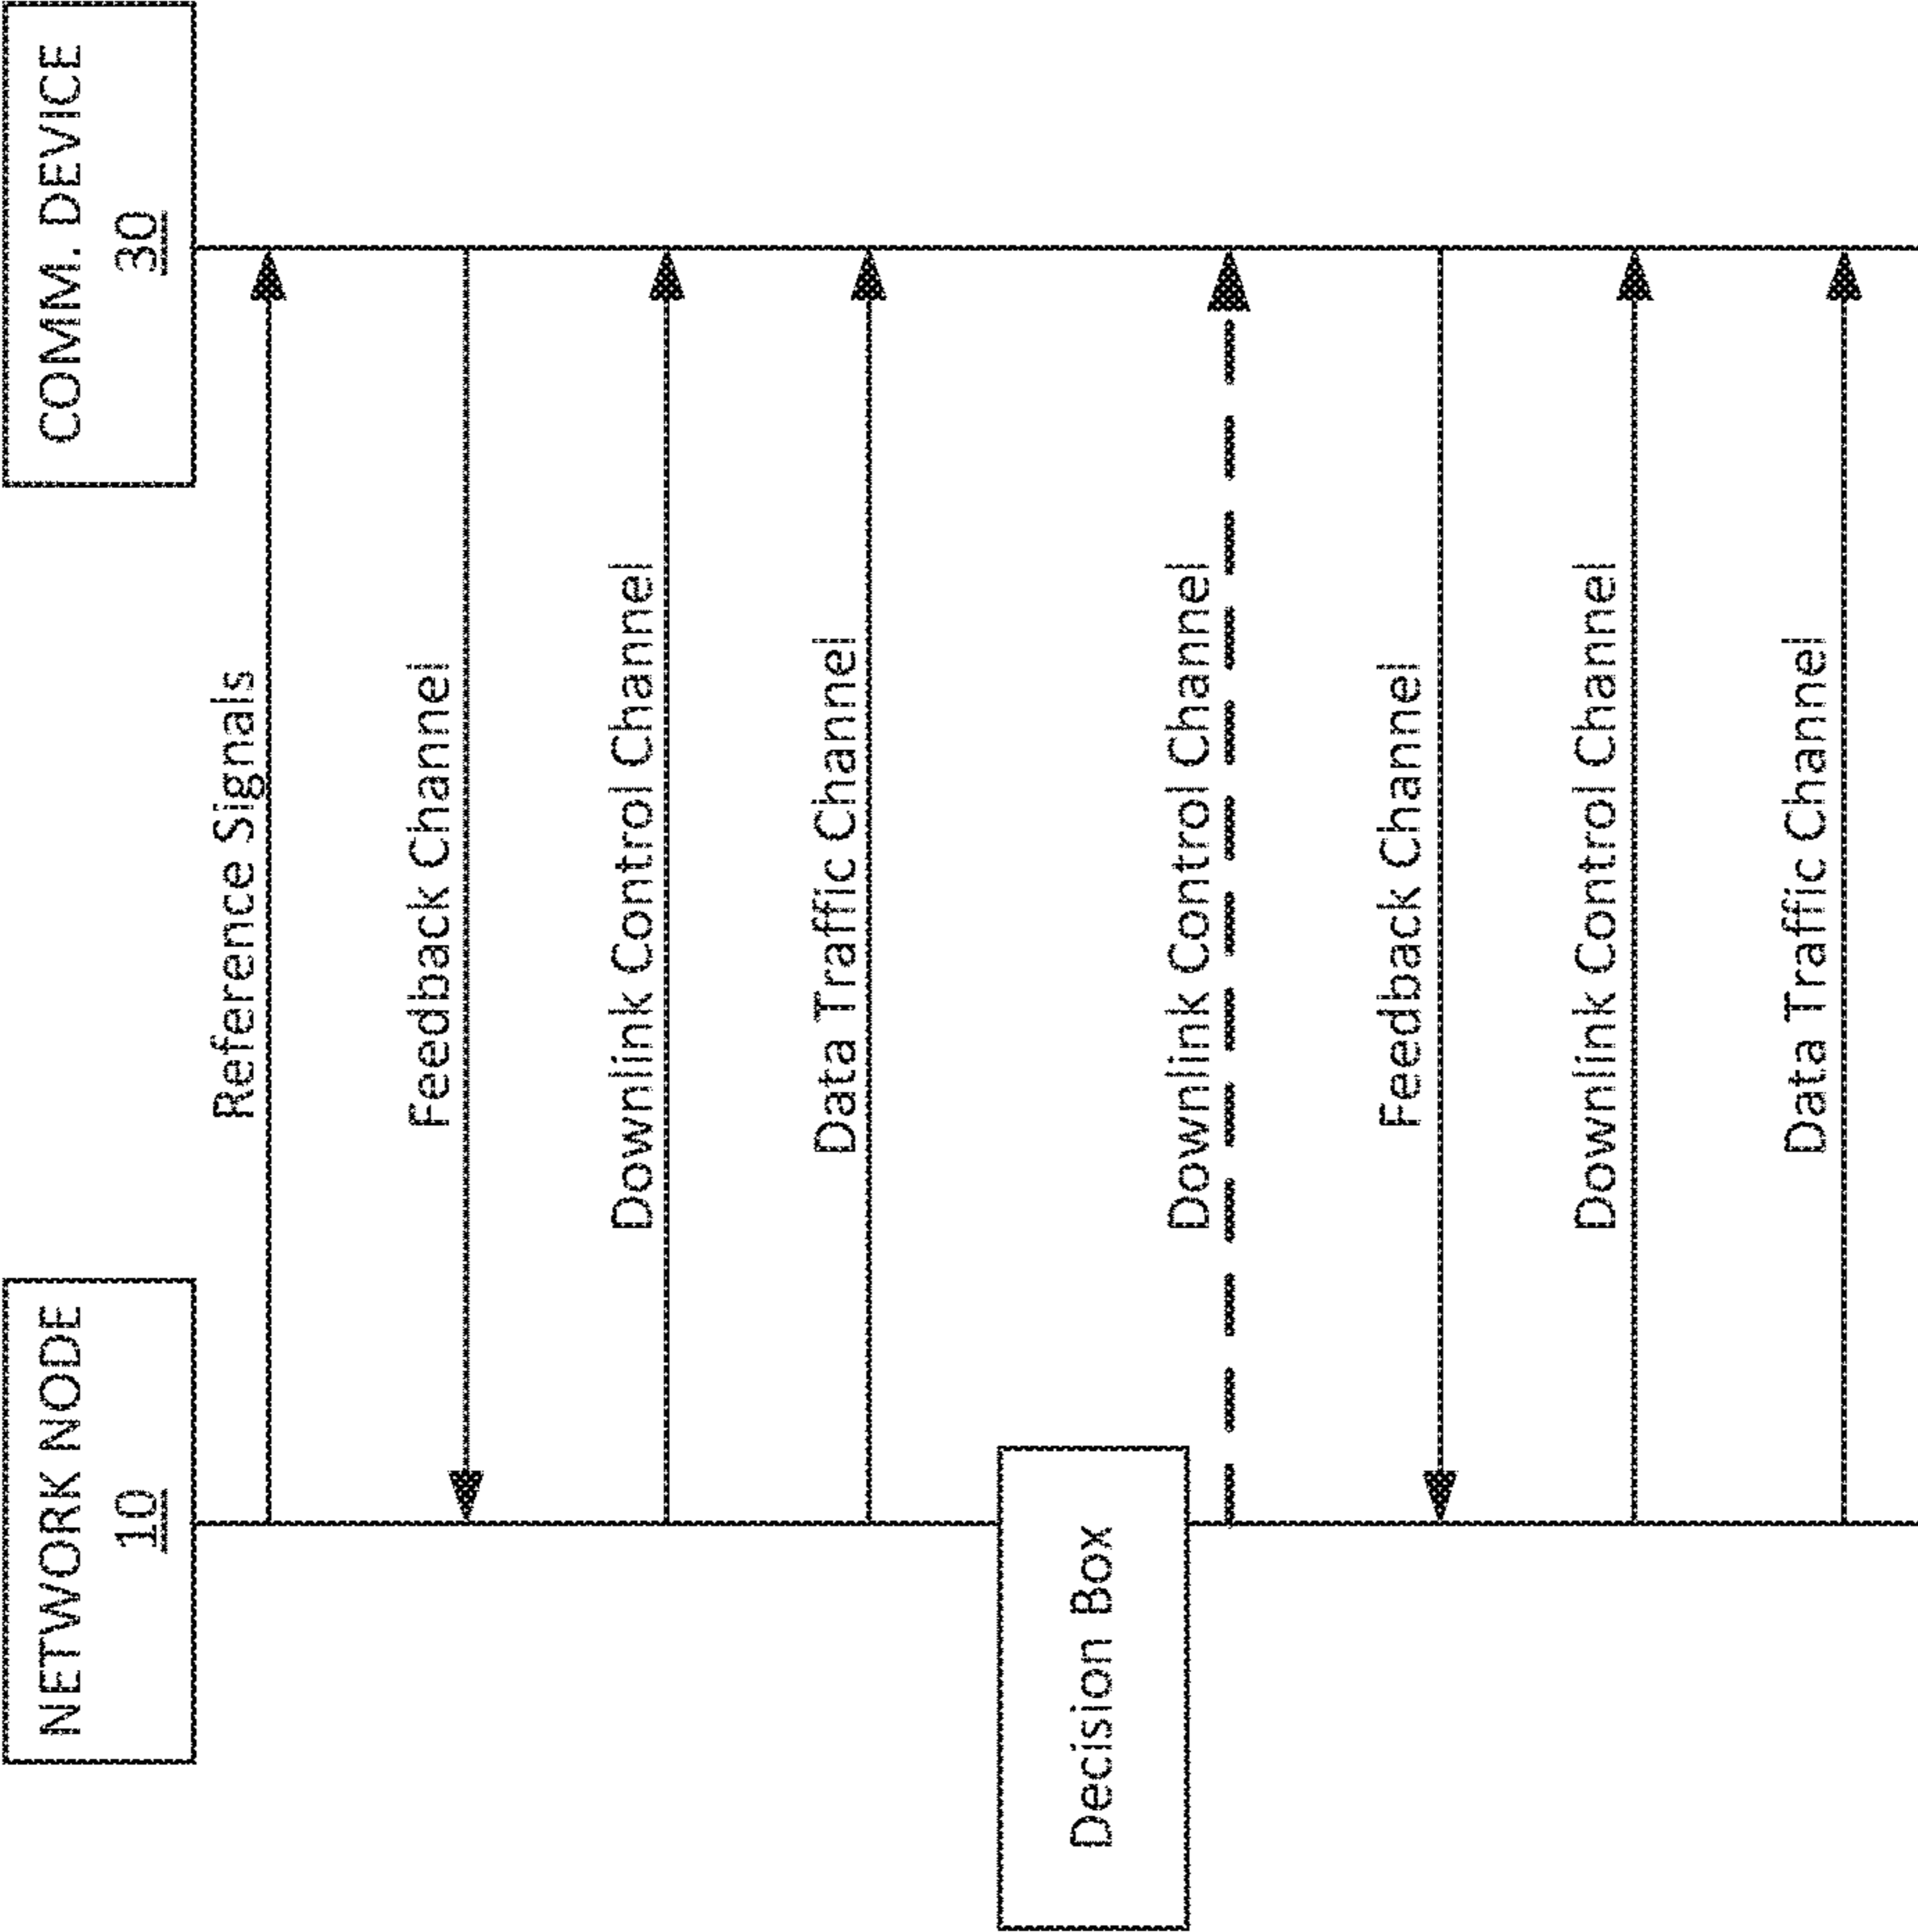 NETWORK NODE
10
COMM. DEVICE
30
Reference Signals
Feedback Channel
Downlink Control Channel
Data Traffic Channel
Decision Box
Downlink Control Channel
Feedback Channel
Downlink Control Channel
Data Traffic Channel